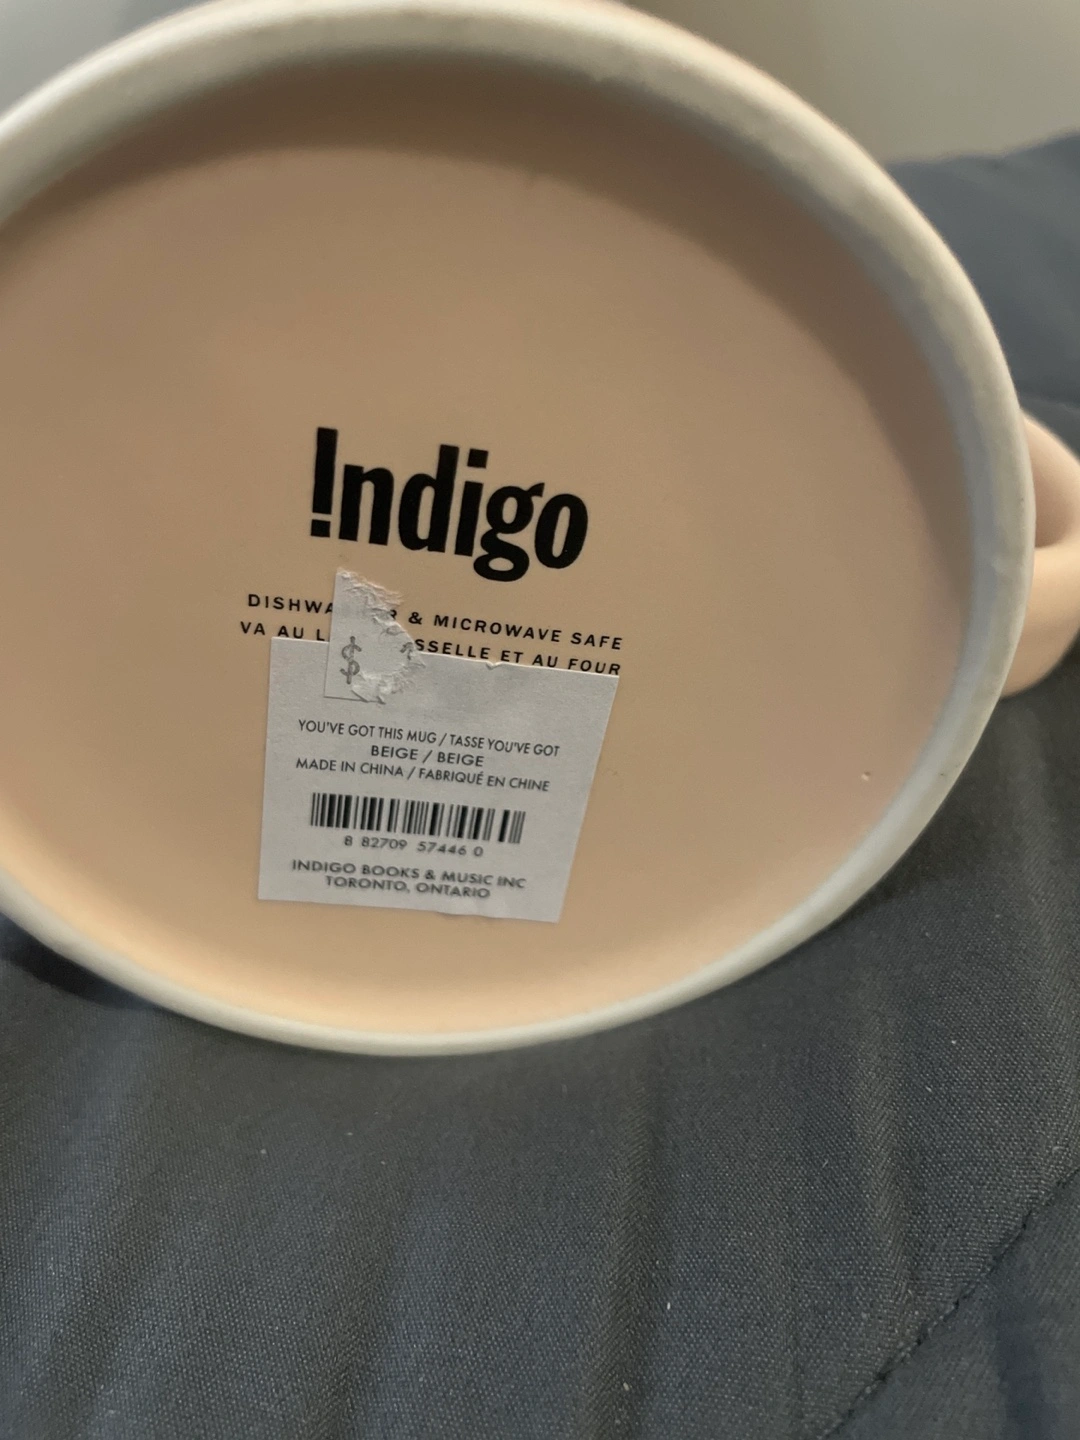 !ndigo
DISHWA & MICROWAVE SAFE
VA AU L SSELLE ET AU FOUR
$
YOU'VE GOT THIS MUG / TASSE YOU'VE GOT
BEIGE / BEIGE
MADE IN CHINA / FABRIQUÉ EN CHINE
8 82709 57446 0
INDIGO BOOKS & MUSIC INC
TORONTO, ONTARIO